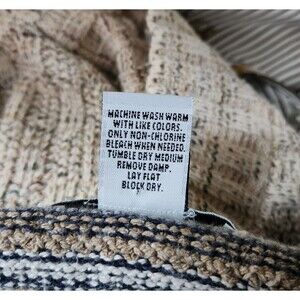 MACHINE WASH WARM
WITH LIKE COLORS.
ONLY NON-CHLORINE
BLEACH WHEN NEEDED.
TUMBLE DRY MEDIUM
REMOVE DAMP.
LAY FLAT
BLOCK DRY.